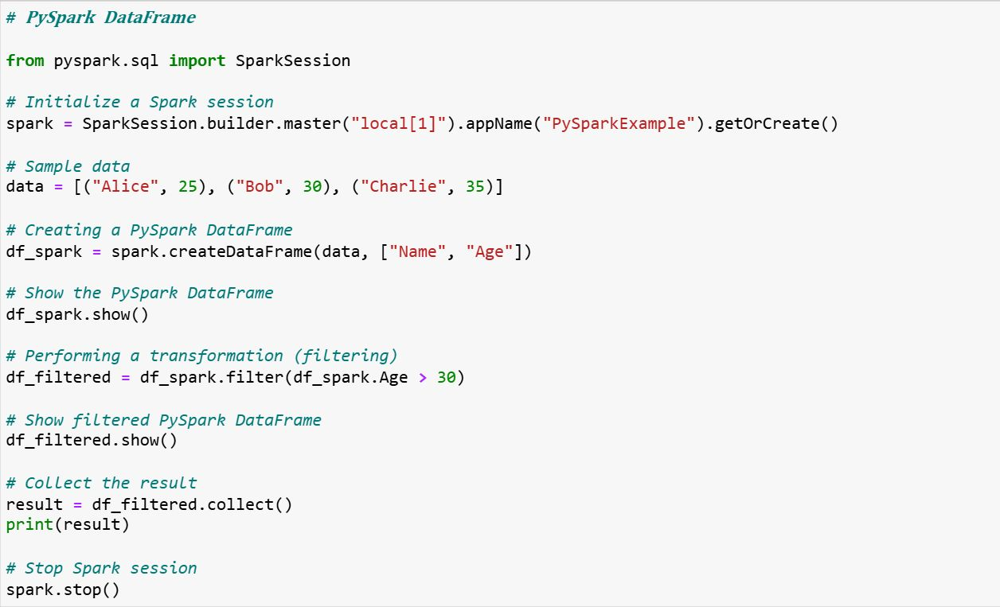 # PySpark DataFrame
from pyspark.sql import SparkSession
# Initialize a Spark session
spark = SparkSession.builder.master("local[1]").appName("PySparkExample").getOrCreate()
# Sample data
data = [("Alice", 25), ("Bob", 30), ("Charlie", 35)]
# Creating a PySpark DataFrame
df_spark = spark.createDataFrame(data, ["Name", "Age"])
# Show the PySpark DataFrame
df_spark.show()
# Performing a transformation (filtering)
df_filtered = df_spark.filter(df_spark.Age > 30)
# Show filtered PySpark DataFrame
df_filtered.show()
# Collect the result
result = df_filtered.collect()
print(result)
# Stop Spark session
spark.stop()